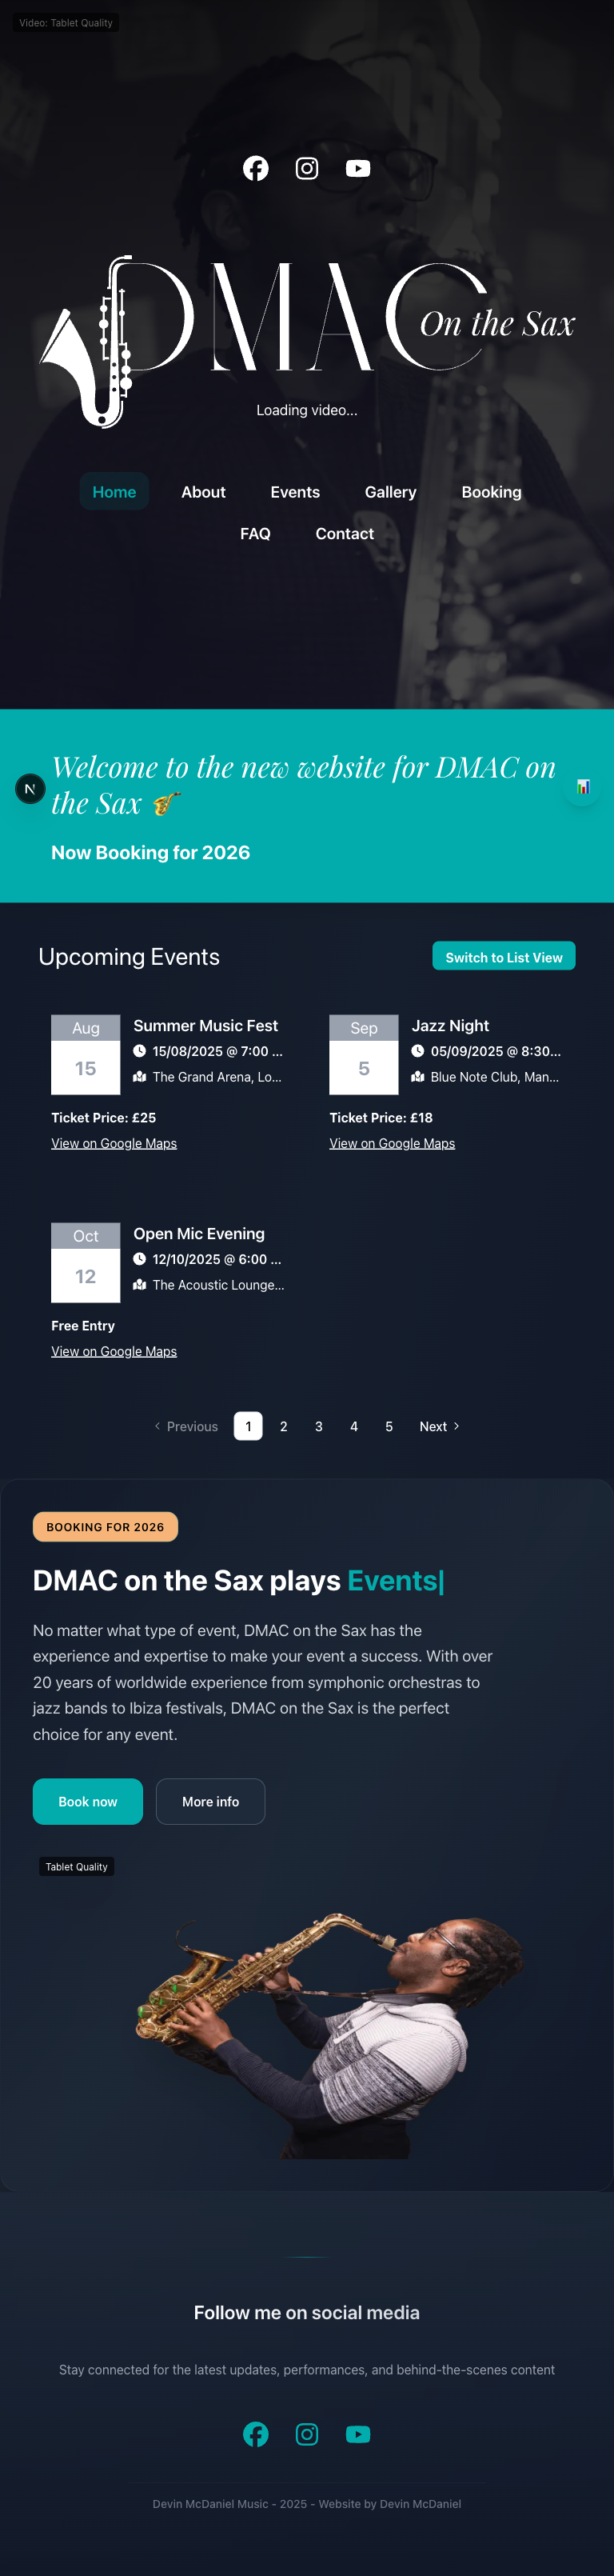 Video: Tablet Quality
DMAC
On the Sax
Loading video...
Home About Events Gallery Booking
FAQ Contact
Welcome to the new website for DMAC on
the Sax 🎷
N
Now Booking for 2026
Upcoming Events
Switch to List View
Aug
15
Summer Music Fest
15/08/2025 @ 7:00 ...
The Grand Arena, Lo...
Ticket Price: £25
View on Google Maps
Sep
5
Jazz Night
05/09/2025 @ 8:30...
Blue Note Club, Man...
Ticket Price: £18
View on Google Maps
Oct
12
Open Mic Evening
12/10/2025 @ 6:00 ...
The Acoustic Lounge...
Free Entry
View on Google Maps
Previous 1 2 3 4 5 Next
BOOKING FOR 2026
DMAC on the Sax plays Events|
No matter what type of event, DMAC on the Sax has the
experience and expertise to make your event a success. With over
20 years of worldwide experience from symphonic orchestras to
jazz bands to Ibiza festivals, DMAC on the Sax is the perfect
choice for any event.
Book now
More info
Tablet Quality
Follow me on social media
Stay connected for the latest updates, performances, and behind-the-scenes content
Devin McDaniel Music - 2025 - Website by Devin McDaniel